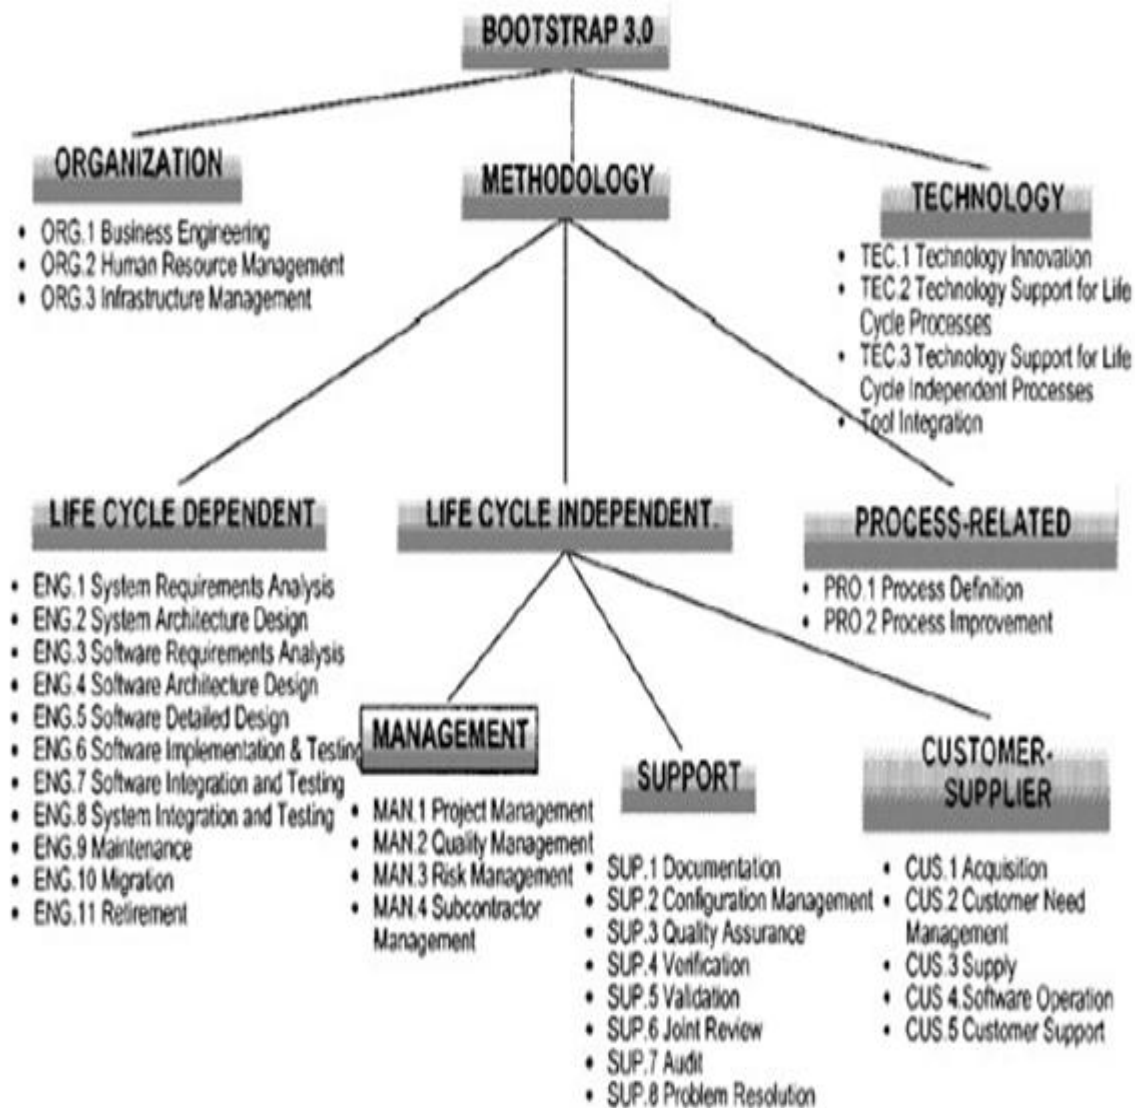 BOOTSTRAP 3.0
ORGANIZATION
• ORG.1 Business Engineering
• ORG.2 Human Resource Management
• ORG.3 Infrastructure Management
METHODOLOGY
TECHNOLOGY
• TEC.1 Technology Innovation
• TEC.2 Technology Support for Life
Cycle Processes
• TEC.3 Technology Support for Life
Cycle Independent Processes
• Tool Integration
LIFE CYCLE DEPENDENT
• ENG.1 System Requirements Analysis
• ENG.2 System Architecture Design
• ENG.3 Software Requirements Analysis
• ENG.4 Software Architecture Design
• ENG.5 Software Detailed Design
• ENG.6 Software Implementation & Testing
• ENG.7 Software Integration and Testing
• ENG.8 System Integration and Testing
• ENG.9 Maintenance
• ENG.10 Migration
• ENG.11 Retirement
LIFE CYCLE INDEPENDENT
PROCESS-RELATED
• PRO.1 Process Definition
• PRO.2 Process Improvement
MANAGEMENT
• MAN.1 Project Management
• MAN.2 Quality Management
• MAN.3 Risk Management
• MAN.4 Subcontractor
Management
SUPPORT
• SUP.1 Documentation
• SUP.2 Configuration Management
• SUP.3 Quality Assurance
• SUP.4 Verification
• SUP.5 Validation
• SUP.6 Joint Review
• SUP.7 Audit
• SUP.8 Problem Resolution
CUSTOMER-
SUPPLIER
• CUS.1 Acquisition
• CUS.2 Customer Need
Management
• CUS.3 Supply
• CUS 4.Software Operation
• CUS.5 Customer Support